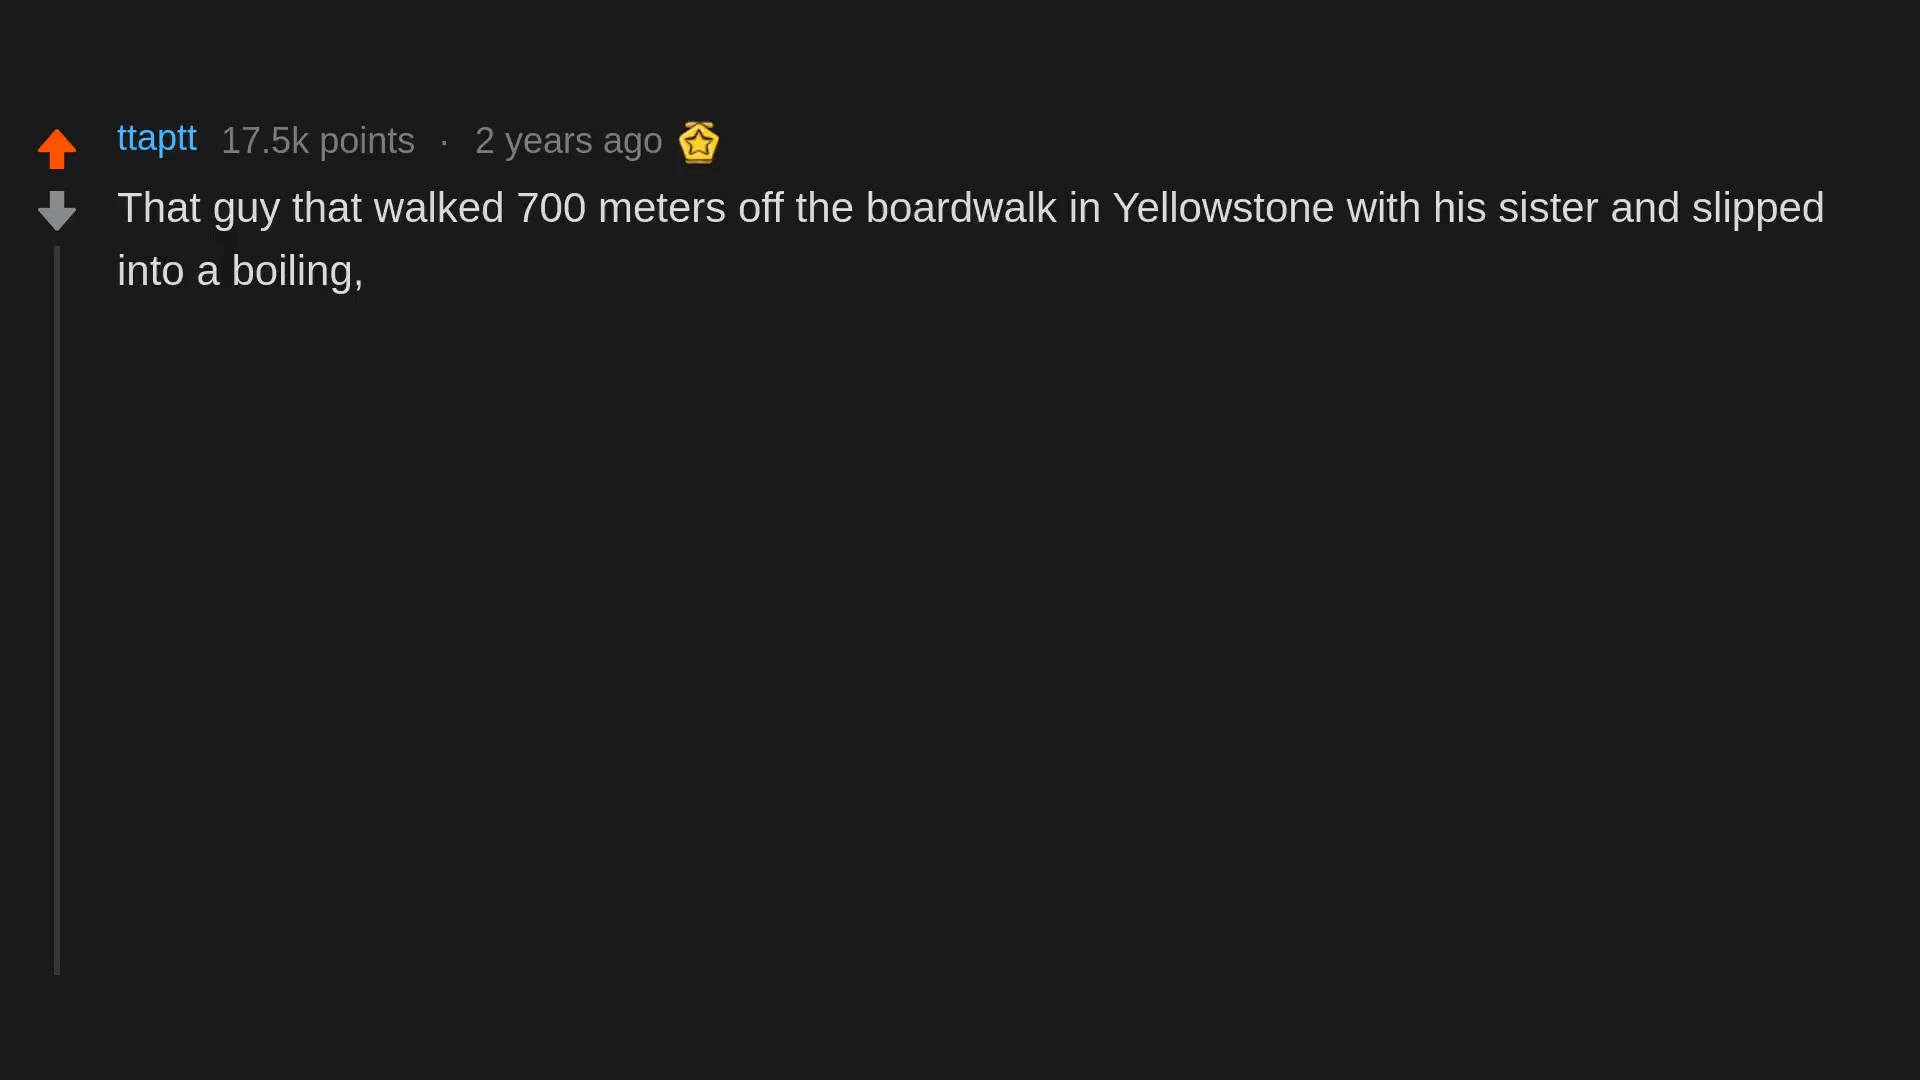 ttaptt 17.5k points · 2 years ago
That guy that walked 700 meters off the boardwalk in Yellowstone with his sister and slipped
into a boiling,